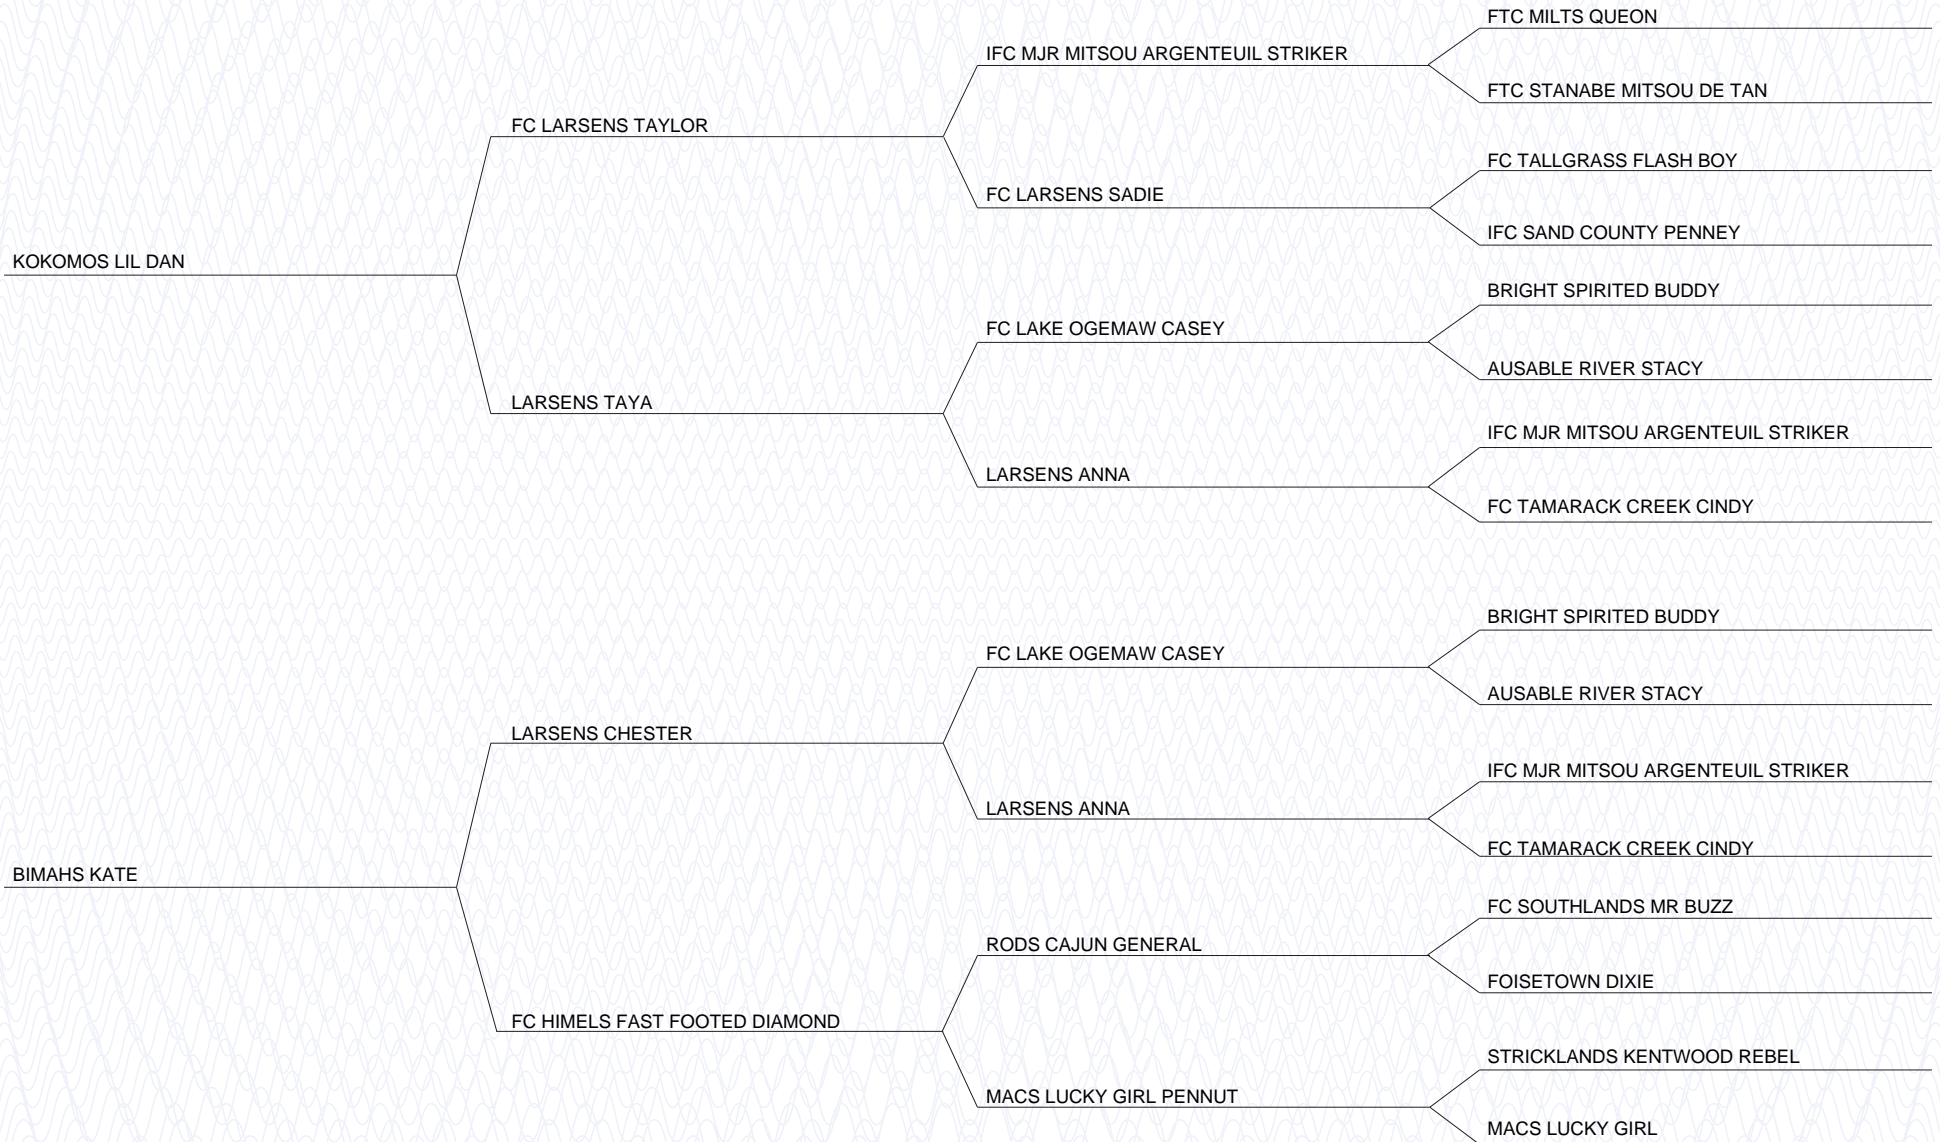 FTC MILTS QUEON
IFC MJR MITSOU ARGENTEUIL STRIKER
FTC STANABE MITSOU DE TAN
FC LARSENS TAYLOR
FC TALLGRASS FLASH BOY
FC LARSENS SADIE
IFC SAND COUNTY PENNEY
KOKOMOS LIL DAN
BRIGHT SPIRITED BUDDY
FC LAKE OGEMAW CASEY
AUSABLE RIVER STACY
LARSENS TAYA
IFC MJR MITSOU ARGENTEUIL STRIKER
LARSENS ANNA
FC TAMARACK CREEK CINDY
BRIGHT SPIRITED BUDDY
FC LAKE OGEMAW CASEY
AUSABLE RIVER STACY
LARSENS CHESTER
IFC MJR MITSOU ARGENTEUIL STRIKER
LARSENS ANNA
FC TAMARACK CREEK CINDY
BIMAHS KATE
FC SOUTHLANDS MR BUZZ
RODS CAJUN GENERAL
FOISETOWN DIXIE
FC HIMELS FAST FOOTED DIAMOND
STRICKLANDS KENTWOOD REBEL
MACS LUCKY GIRL PENNUT
MACS LUCKY GIRL